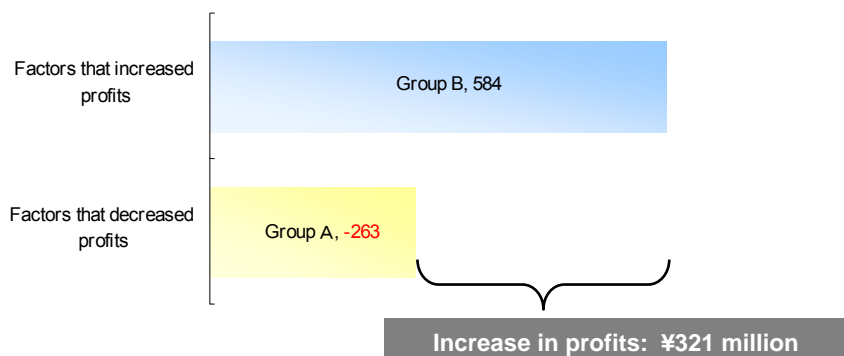 Factors that increased
profits
Group B, 584
Factors that decreased
profits
Group A, -263
Increase in profits: ¥321 million